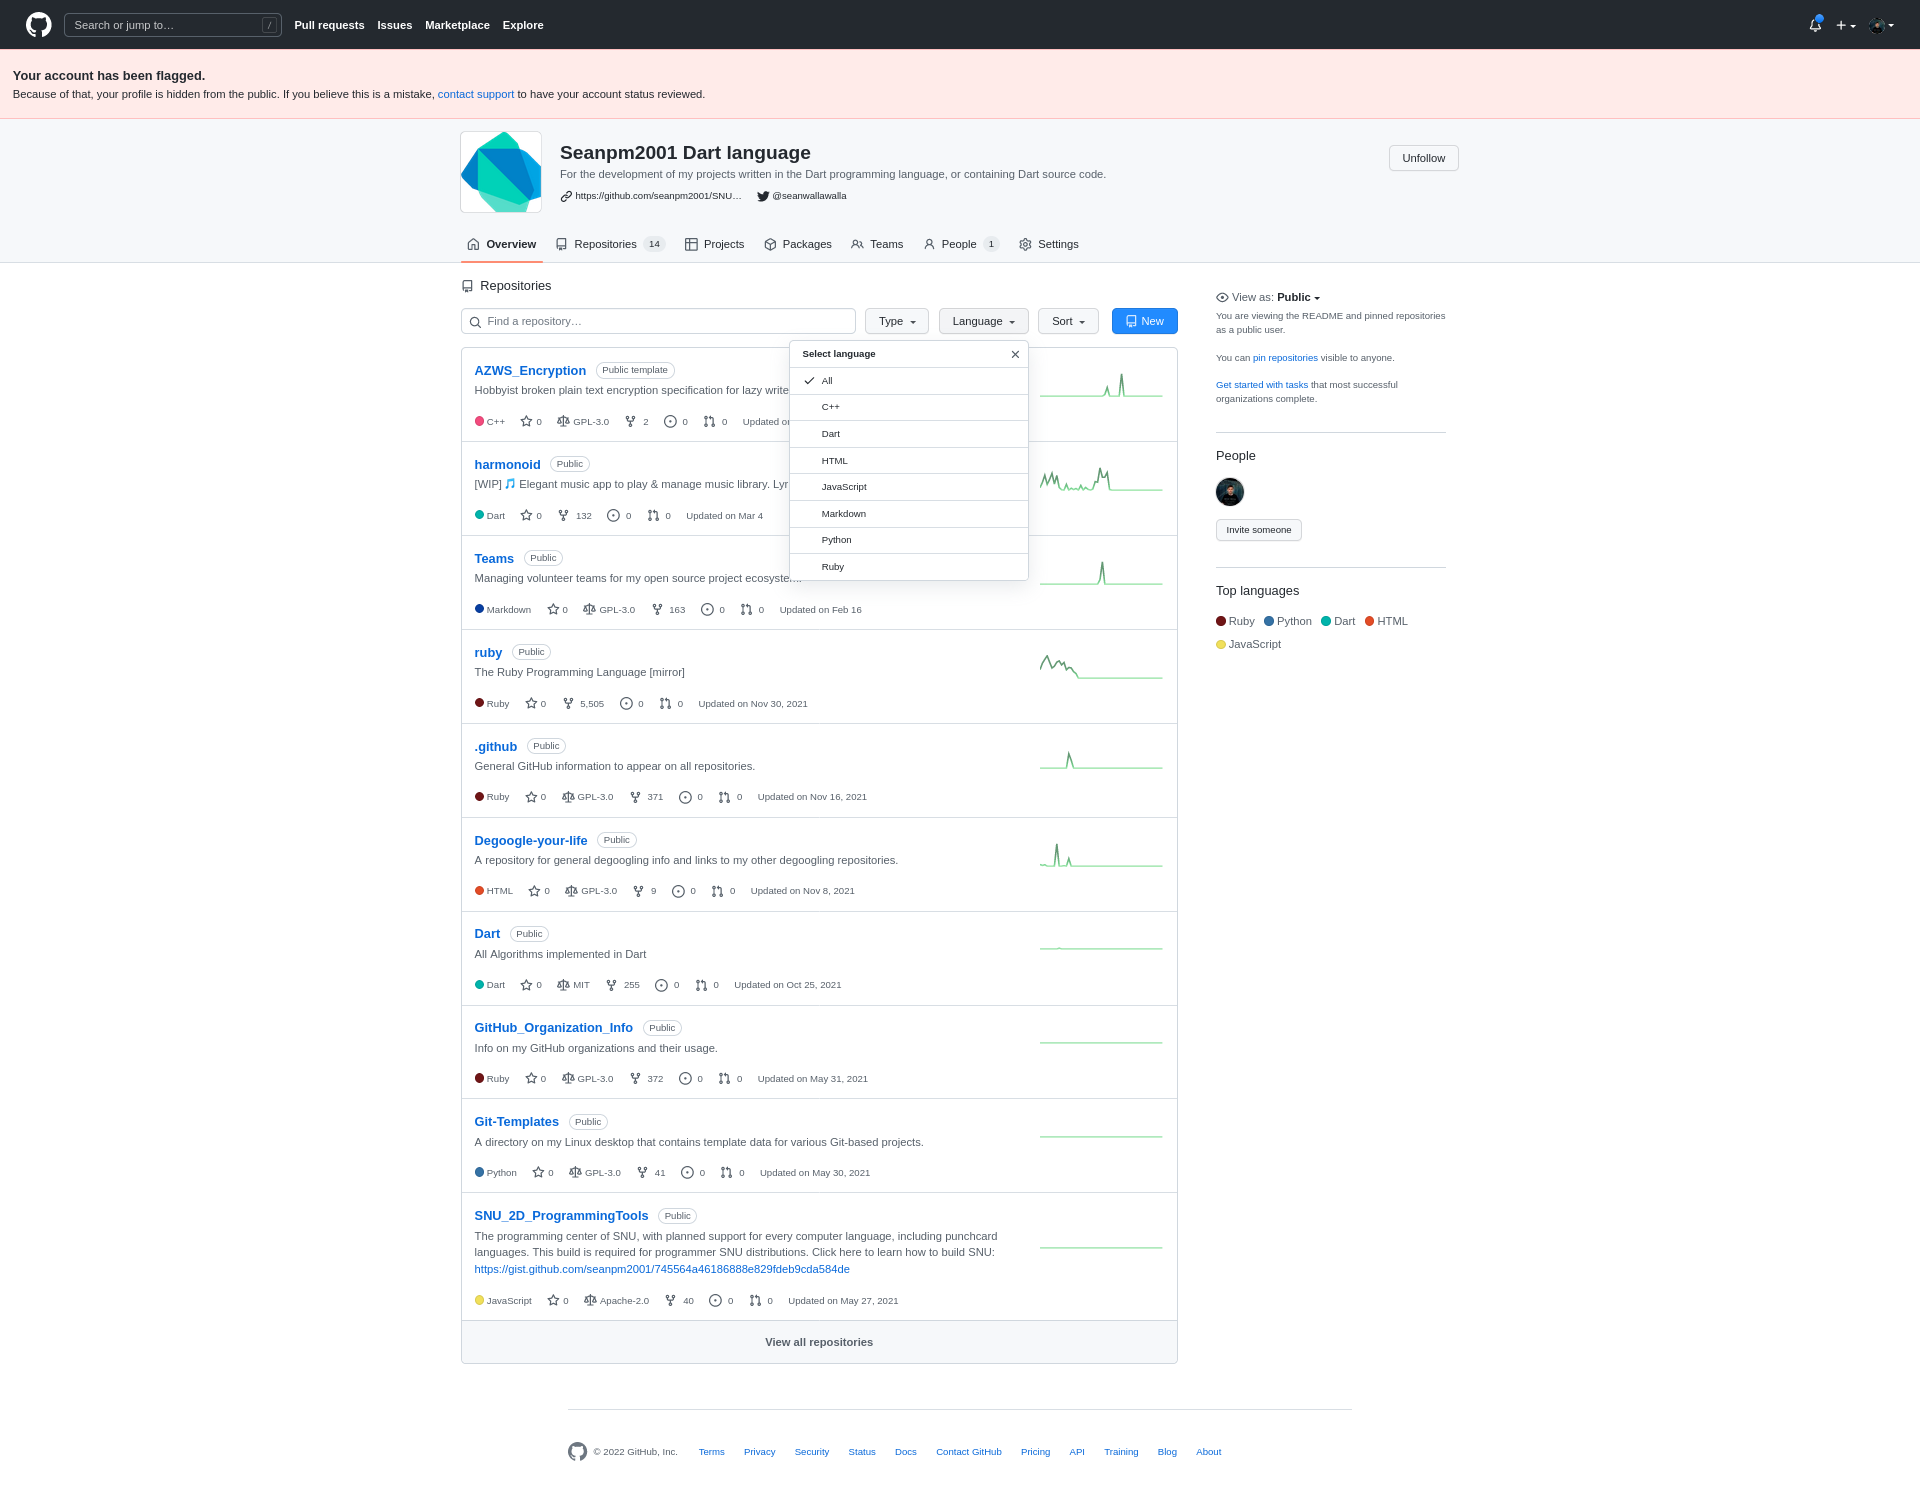 Search or jump to…
/
Pull requests Issues Marketplace Explore
Your account has been flagged.
Because of that, your profile is hidden from the public. If you believe this is a mistake, contact support to have your account status reviewed.
Seanpm2001 Dart language
For the development of my projects written in the Dart programming language, or containing Dart source code.
https://github.com/seanpm2001/SNU… @seanwallawalla
Unfollow
Overview Repositories 14 Projects Packages Teams People 1 Settings
Repositories
Find a repository…
Type Language Sort New
Select language
All
C++
Dart
HTML
JavaScript
Markdown
Python
Ruby
AZWS_Encryption Public template
Hobbyist broken plain text encryption specification for lazy write
C++ 0 GPL-3.0 2 0 0 Updated o
harmonoid Public
[WIP] Elegant music app to play & manage music library. Lyr
Dart 0 132 0 0 Updated on Mar 4
Teams Public
Managing volunteer teams for my open source project ecosystem.
Markdown 0 GPL-3.0 163 0 0 Updated on Feb 16
ruby Public
The Ruby Programming Language [mirror]
Ruby 0 5,505 0 0 Updated on Nov 30, 2021
.github Public
General GitHub information to appear on all repositories.
Ruby 0 GPL-3.0 371 0 0 Updated on Nov 16, 2021
Degoogle-your-life Public
A repository for general degoogling info and links to my other degoogling repositories.
HTML 0 GPL-3.0 9 0 0 Updated on Nov 8, 2021
Dart Public
All Algorithms implemented in Dart
Dart 0 MIT 255 0 0 Updated on Oct 25, 2021
GitHub_Organization_Info Public
Info on my GitHub organizations and their usage.
Ruby 0 GPL-3.0 372 0 0 Updated on May 31, 2021
Git-Templates Public
A directory on my Linux desktop that contains template data for various Git-based projects.
Python 0 GPL-3.0 41 0 0 Updated on May 30, 2021
SNU_2D_ProgrammingTools Public
The programming center of SNU, with planned support for every computer language, including punchcard
languages. This build is required for programmer SNU distributions. Click here to learn how to build SNU:
https://gist.github.com/seanpm2001/745564a46186888e829fdeb9cda584de
JavaScript 0 Apache-2.0 40 0 0 Updated on May 27, 2021
View all repositories
View as: Public
You are viewing the README and pinned repositories
as a public user.
You can pin repositories visible to anyone.
Get started with tasks that most successful
organizations complete.
People
Invite someone
Top languages
Ruby Python Dart HTML
JavaScript
© 2022 GitHub, Inc. Terms Privacy Security Status Docs Contact GitHub Pricing API Training Blog About